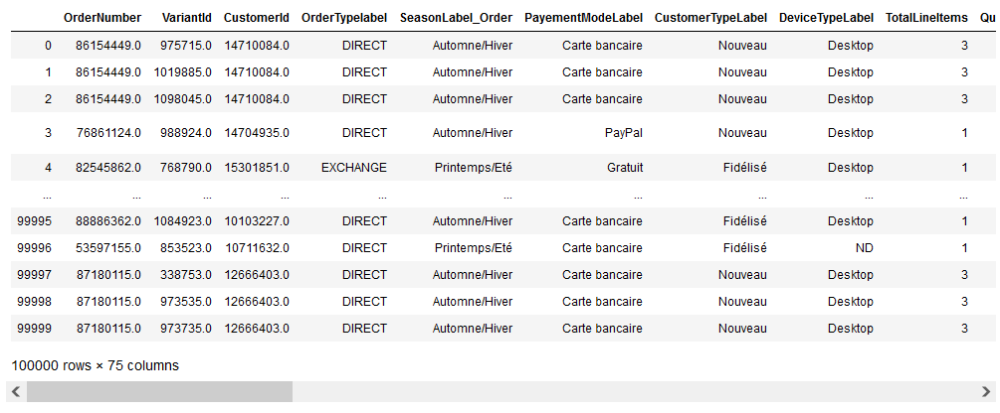 OrderNumber VariantId CustomerId OrderTypelabel SeasonLabel_Order PayementModeLabel CustomerTypeLabel DeviceTypeLabel TotalLineItems Qu
0 86154449.0 975715.0 14710084.0 DIRECT Automne/Hiver Carte bancaire Nouveau Desktop 3
1 86154449.0 1019885.0 14710084.0 DIRECT Automne/Hiver Carte bancaire Nouveau Desktop 3
2 86154449.0 1098045.0 14710084.0 DIRECT Automne/Hiver Carte bancaire Nouveau Desktop 3
3 76861124.0 988924.0 14704935.0 DIRECT Automne/Hiver PayPal Nouveau Desktop 1
4 82545862.0 768790.0 15301851.0 EXCHANGE Printemps/Eté Gratuit Fidélisé Desktop 1
... ... ... ... ... ... ... ... ... ...
99995 88886362.0 1084923.0 10103227.0 DIRECT Automne/Hiver Carte bancaire Fidélisé Desktop 1
99996 53597155.0 853523.0 10711632.0 DIRECT Printemps/Eté Carte bancaire Fidélisé ND 1
99997 87180115.0 338753.0 12666403.0 DIRECT Automne/Hiver Carte bancaire Nouveau Desktop 3
99998 87180115.0 973535.0 12666403.0 DIRECT Automne/Hiver Carte bancaire Nouveau Desktop 3
99999 87180115.0 973735.0 12666403.0 DIRECT Automne/Hiver Carte bancaire Nouveau Desktop 3
100000 rows × 75 columns